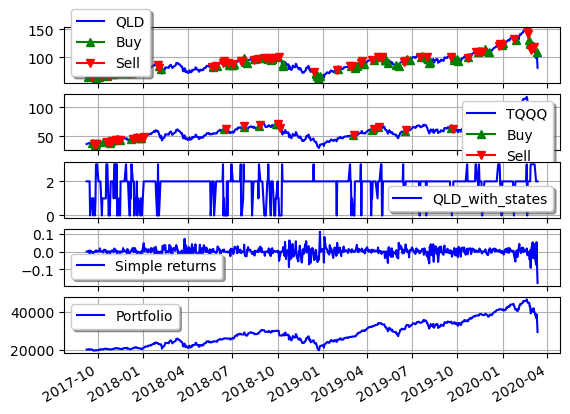 150
100
QLD
Buy
Sell
100
50
TQQQ
Buy
Sell
2
0
QLD_with_states
0.1
0.0
−0.1
Simple returns
40000
20000
Portfolio
2017-10
2018-01
2018-04
2018-07
2018-10
2019-01
2019-04
2019-07
2019-10
2020-01
2020-04